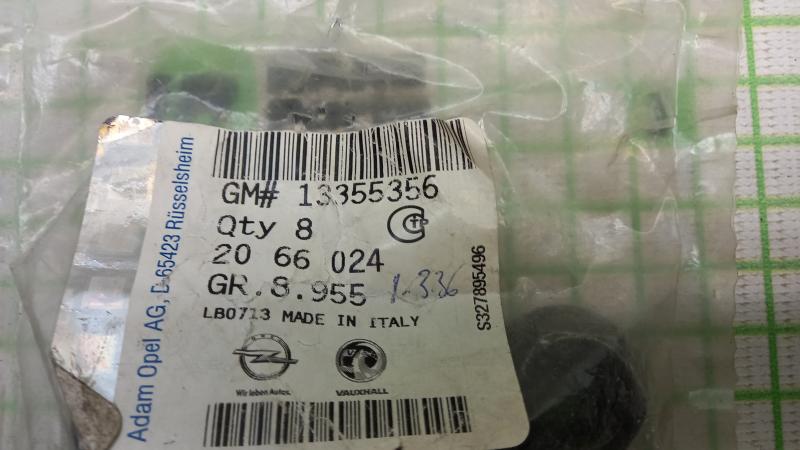 Adam Opel AG, D-65423 Rüsselsheim
GM# 13355356
Qty 8
20 66 024
GR.8.955 1.336
LB0713 MADE IN ITALY
S327895496
Wir leben Autos.
VAUXHALL